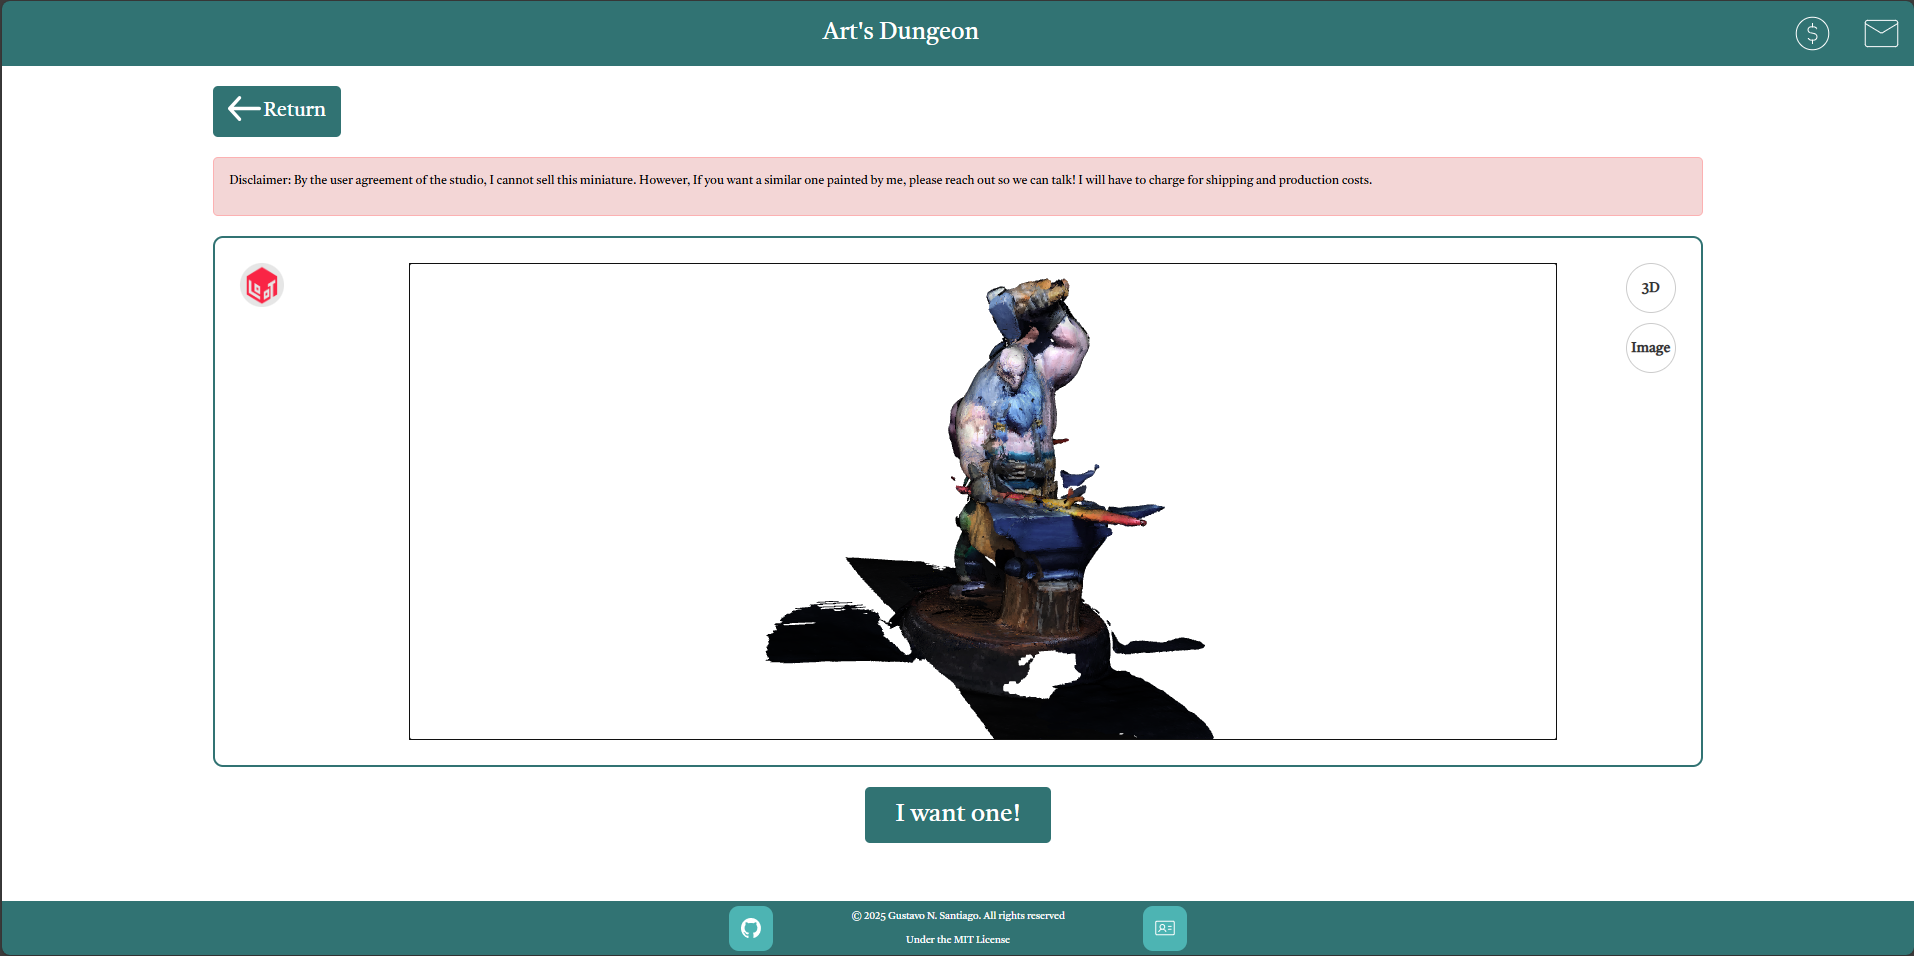 Art's Dungeon
$
Return
Disclaimer: By the user agreement of the studio, I cannot sell this miniature. However, If you want a similar one painted by me, please reach out so we can talk! I will have to charge for shipping and production costs.
LOOT
3D
Image
I want one!
© 2025 Gustavo N. Santiago. All rights reserved
Under the MIT License